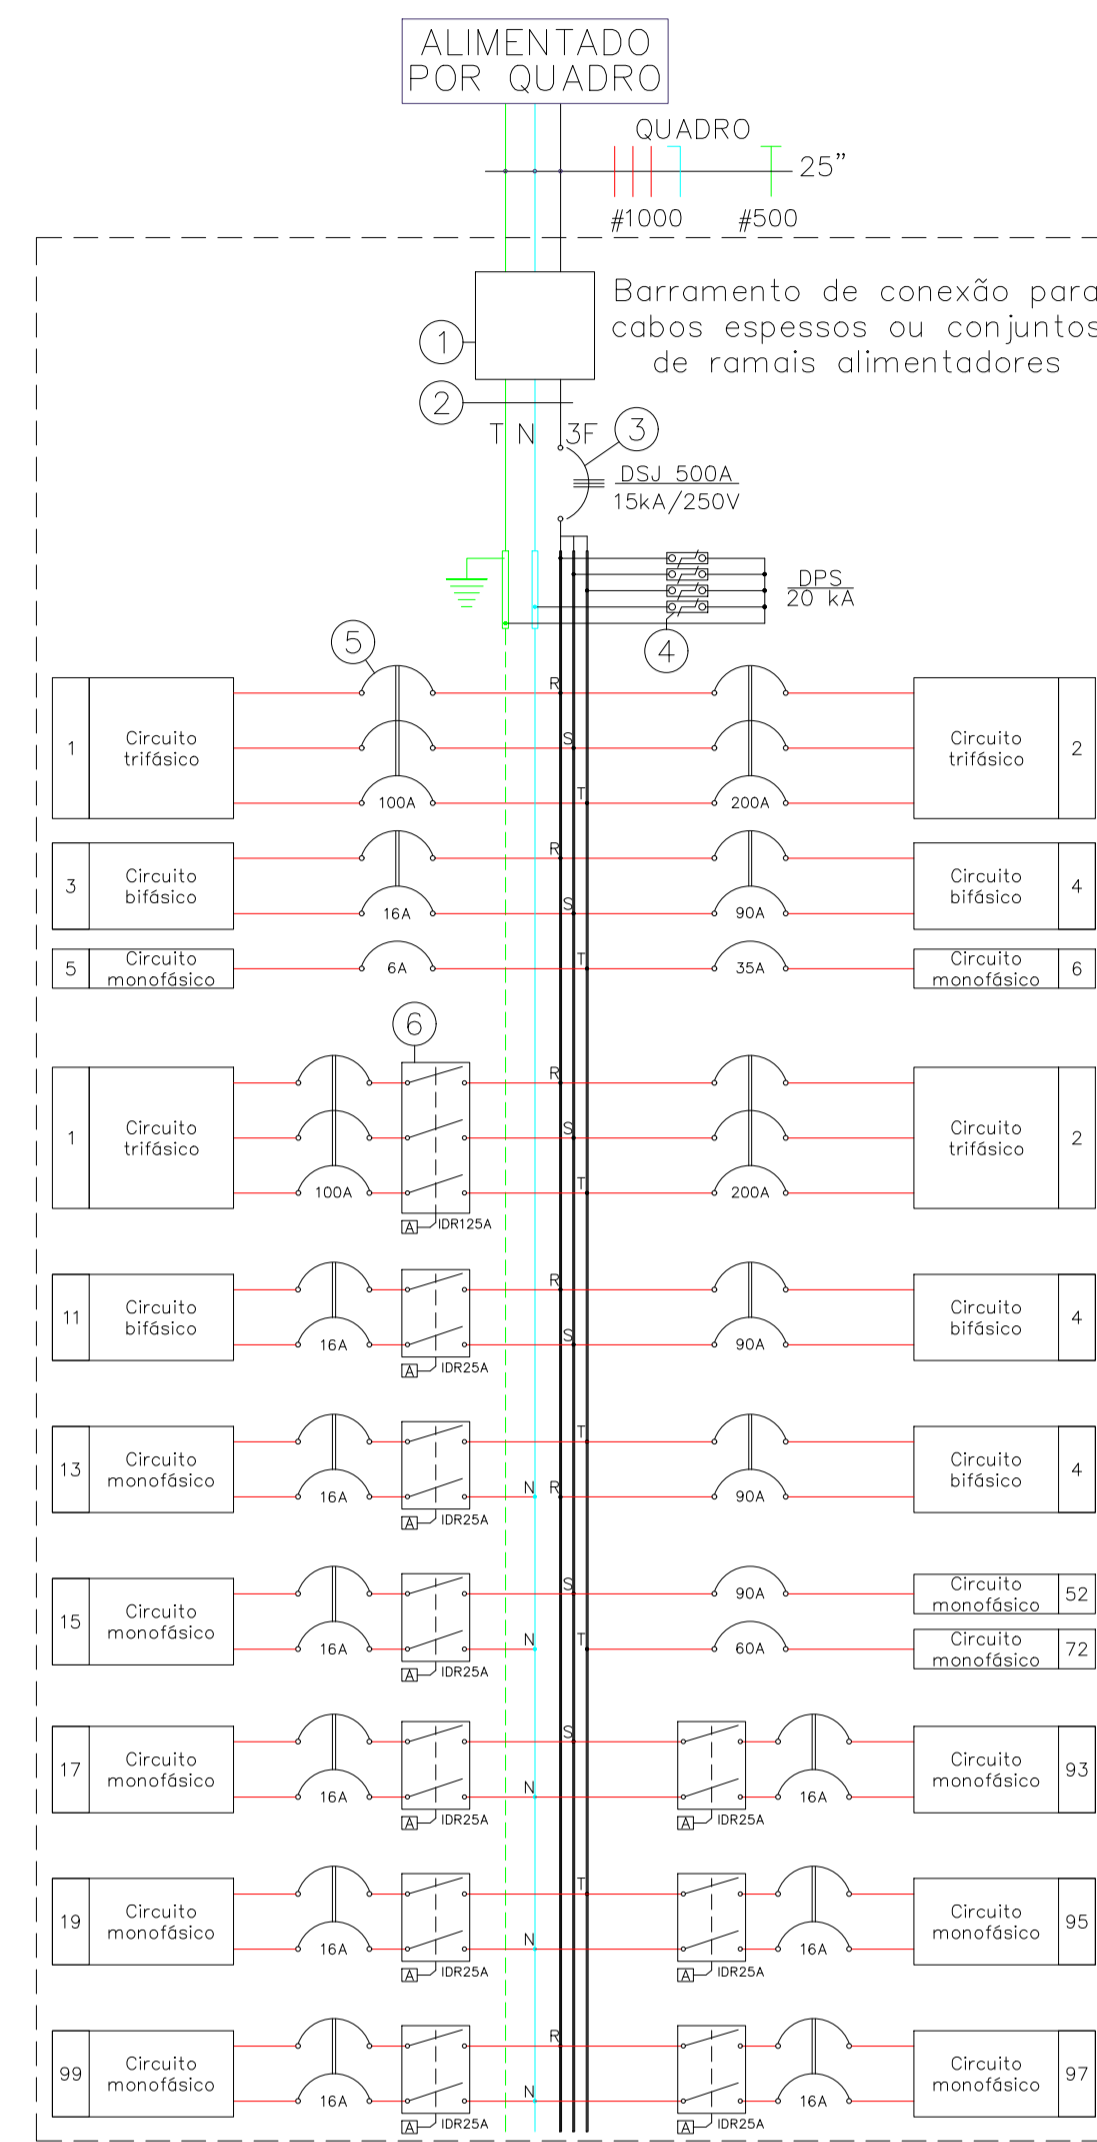 ALIMENTADO
POR QUADRO
QUADRO
25”
#1000 #500
Barramento de conexão para
cabos espessos ou conjuntos
de ramais alimentadores
1
2
T N 3F
3
DSJ 500A
15kA/250V
DPS
20 kA
4
5
1 Circuito trifásico 100A R S T 200A Circuito trifásico 2
3 Circuito bifásico 16A R S 90A Circuito bifásico 4
5 Circuito monofásico 6A T 35A Circuito monofásico 6
6
1 Circuito trifásico 100A R S T 200A Circuito trifásico 2
A IDR125A
11 Circuito bifásico 16A R S 90A Circuito bifásico 4
A IDR25A
13 Circuito monofásico 16A T N R 90A Circuito bifásico 4
A IDR25A
15 Circuito monofásico 16A S 90A Circuito monofásico 52
N T 60A Circuito monofásico 72
A IDR25A
17 Circuito monofásico 16A S N 16A Circuito monofásico 93
A IDR25A A IDR25A
19 Circuito monofásico 16A T N 16A Circuito monofásico 95
A IDR25A A IDR25A
99 Circuito monofásico 16A R N 16A Circuito monofásico 97
A IDR25A A IDR25A